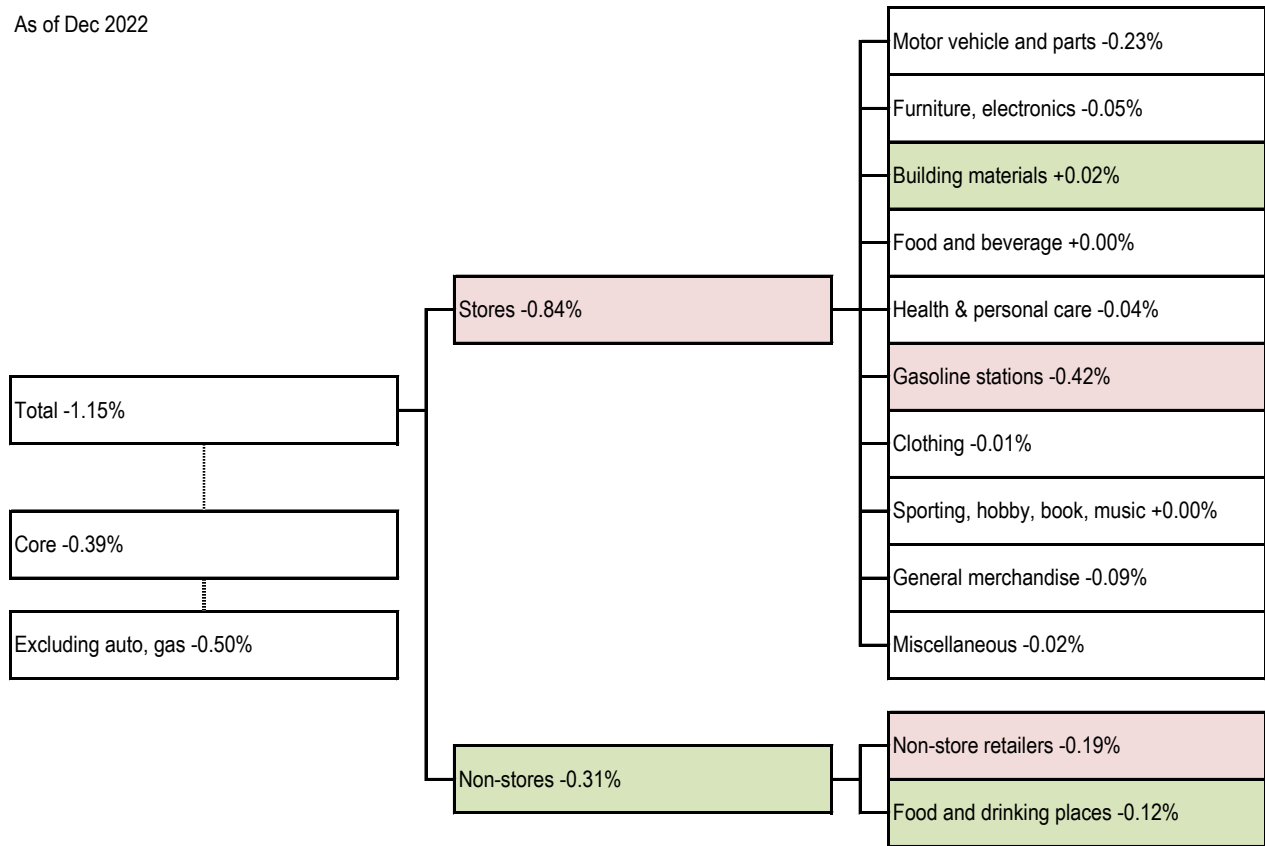 As of Dec 2022
Total -1.15%
Core -0.39%
Excluding auto, gas -0.50%
Stores -0.84%
Non-stores -0.31%
Motor vehicle and parts -0.23%
Furniture, electronics -0.05%
Building materials +0.02%
Food and beverage +0.00%
Health & personal care -0.04%
Gasoline stations -0.42%
Clothing -0.01%
Sporting, hobby, book, music +0.00%
General merchandise -0.09%
Miscellaneous -0.02%
Non-store retailers -0.19%
Food and drinking places -0.12%